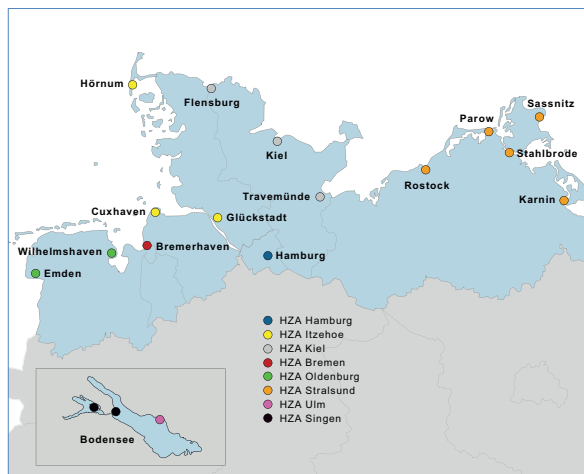 Hörnum
Flensburg
Sassnitz
Parow
Kiel
Stahlbrode
Rostock
Travemünde
Karnin
Cuxhaven
Glückstadt
Bremerhaven
Wilhelmshaven
Hamburg
Emden
HZA Hamburg
HZA Itzehoe
HZA Kiel
HZA Bremen
HZA Oldenburg
HZA Stralsund
HZA Ulm
HZA Singen
Bodensee